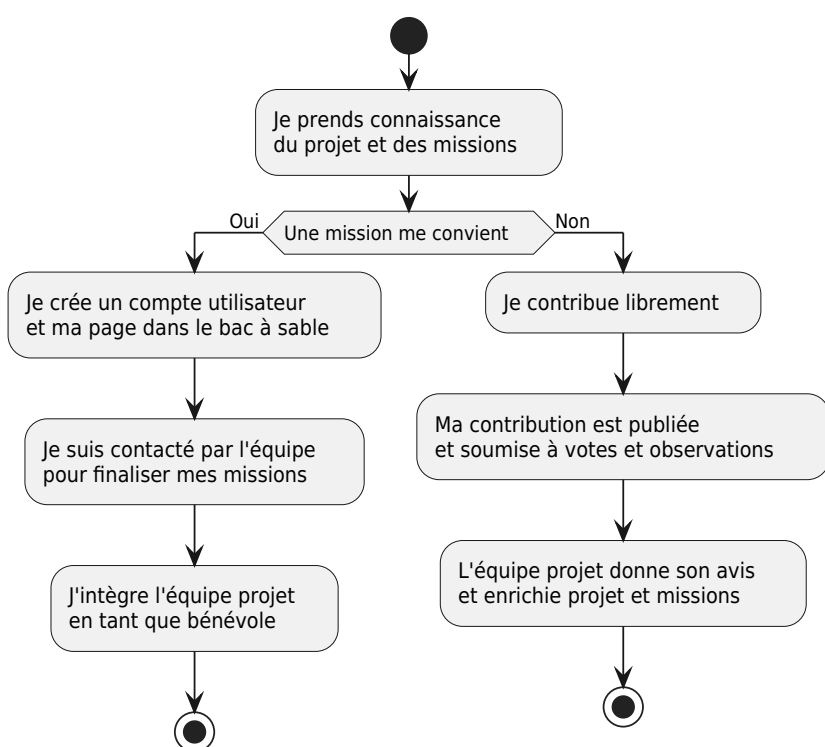 Je prends connaissance
du projet et des missions
Oui
Une mission me convient
Non
Je crée un compte utilisateur
et ma page dans le bac à sable
Je contribue librement
Je suis contacté par l'équipe
pour finaliser mes missions
Ma contribution est publiée
et soumise à votes et observations
J'intègre l'équipe projet
en tant que bénévole
L'équipe projet donne son avis
et enrichie projet et missions